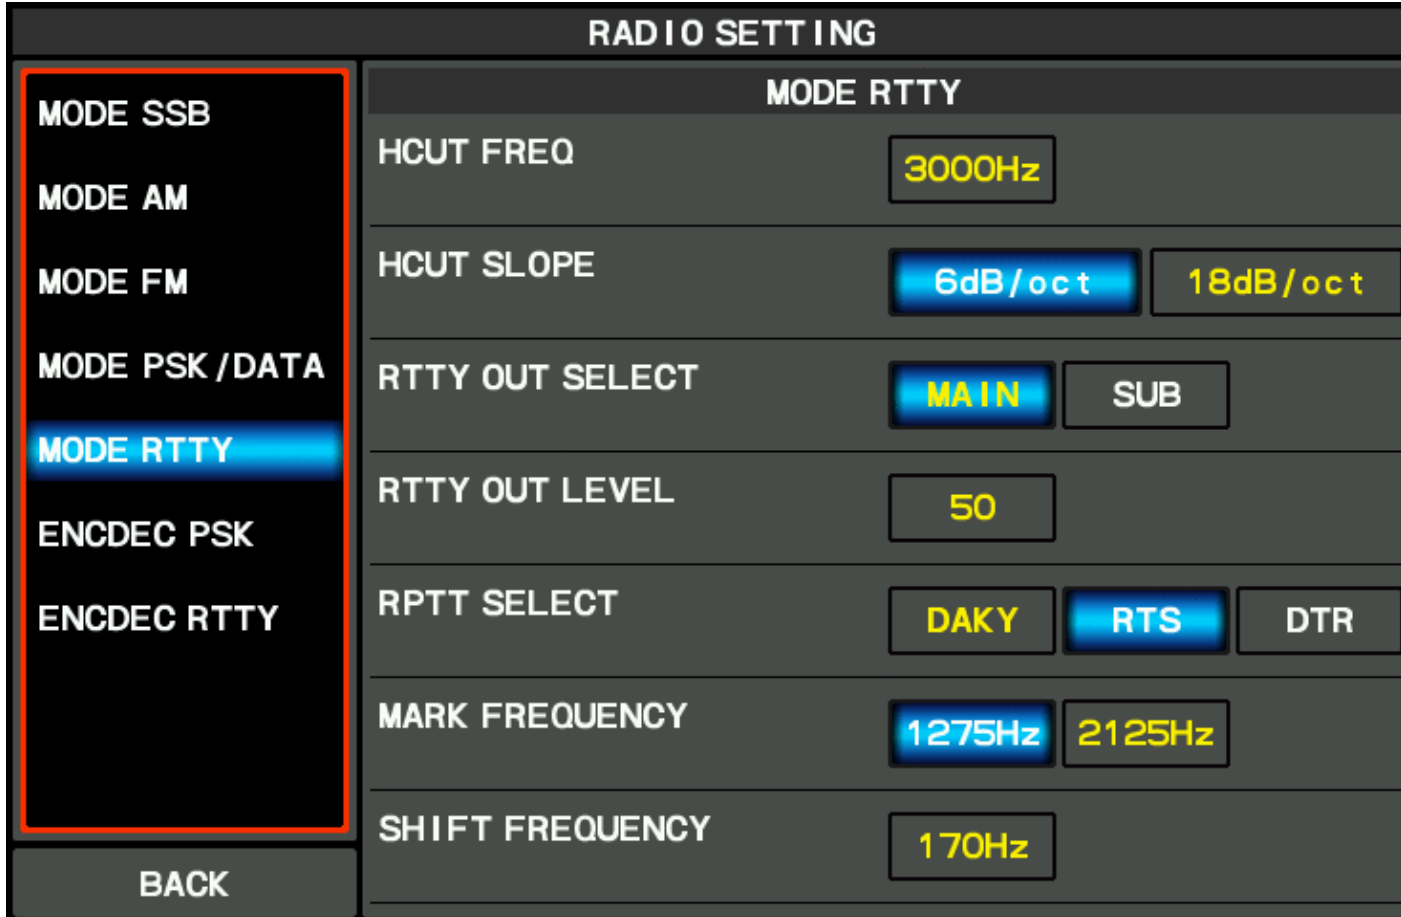 RADIO SETTING
MODE SSB
MODE AM
MODE FM
MODE PSK/DATA
MODE RTTY
ENCDEC PSK
ENCDEC RTTY
BACK
MODE RTTY
HCUT FREQ 3000Hz
HCUT SLOPE 6dB/oct 18dB/oct
RTTY OUT SELECT MAIN SUB
RTTY OUT LEVEL 50
RPTT SELECT DAKY RTS DTR
MARK FREQUENCY 1275Hz 2125Hz
SHIFT FREQUENCY 170Hz